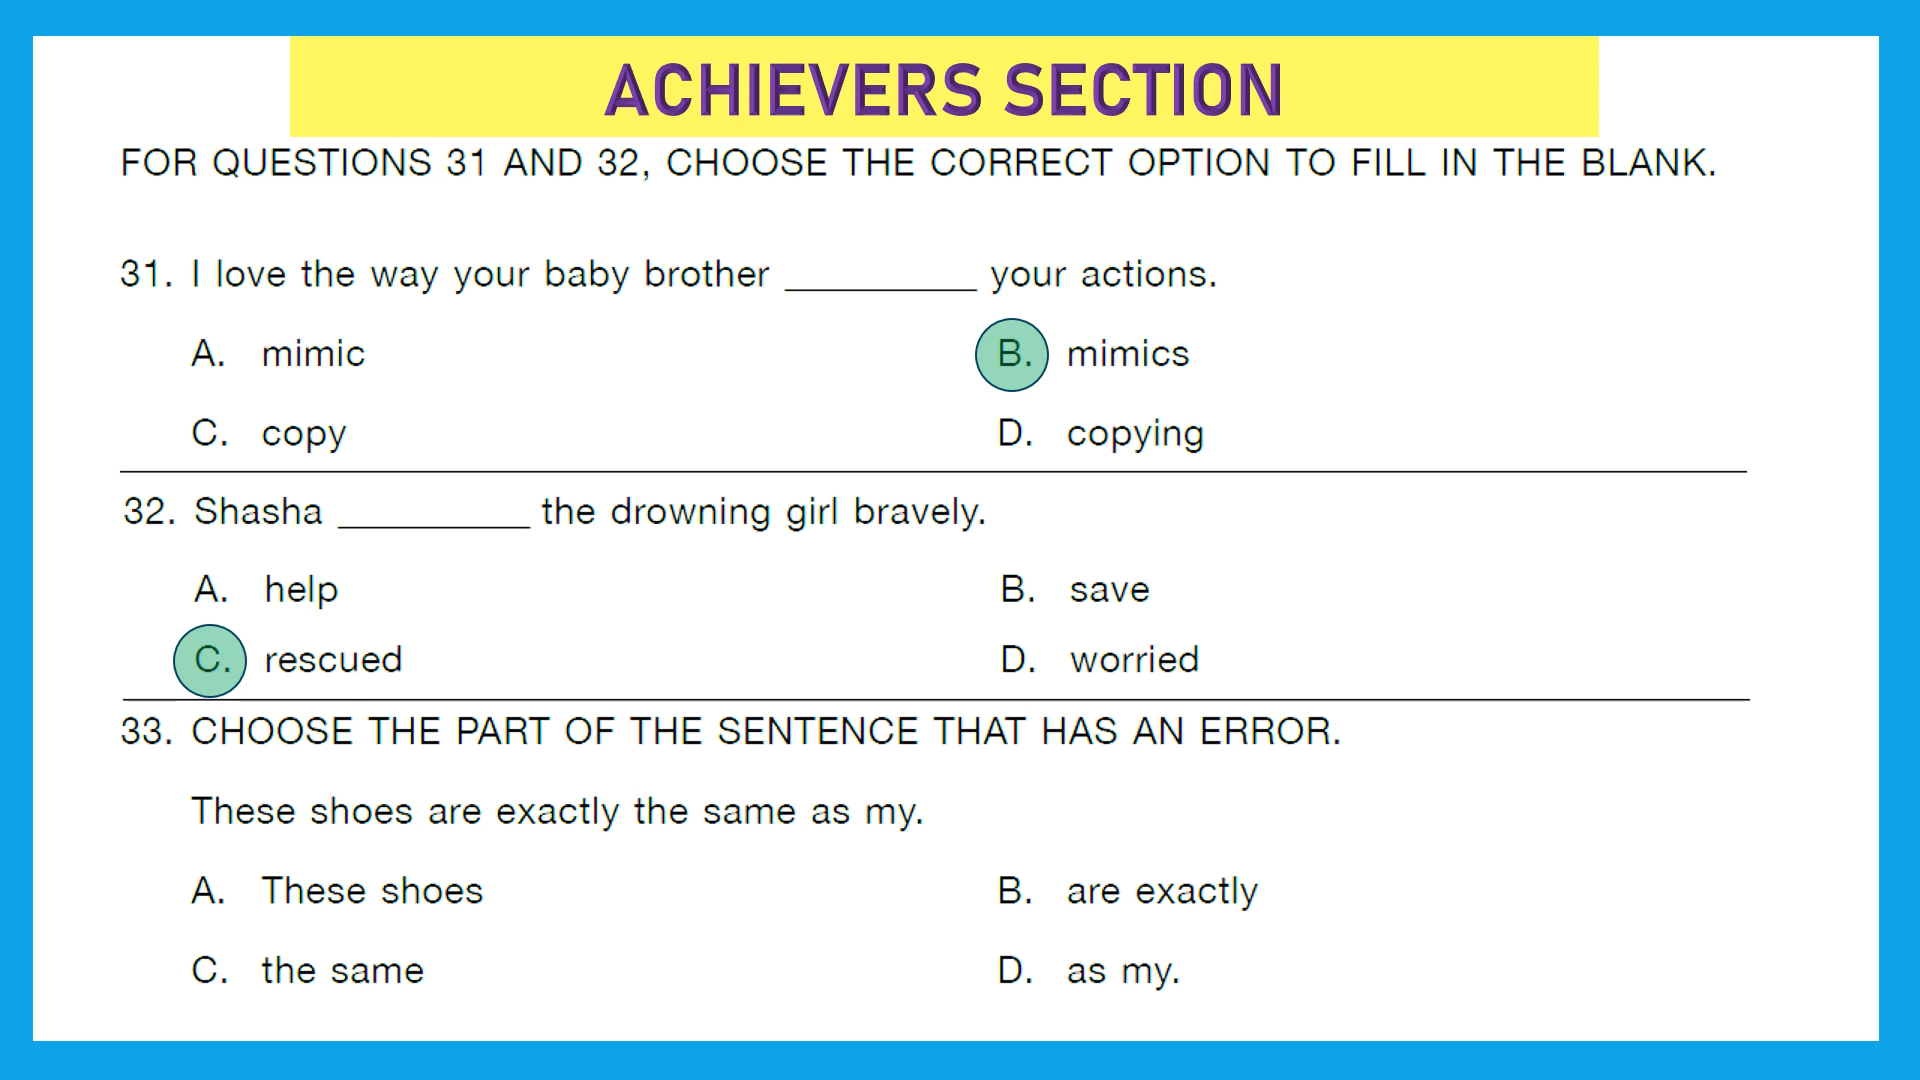 ACHIEVERS SECTION
FOR QUESTIONS 31 AND 32, CHOOSE THE CORRECT OPTION TO FILL IN THE BLANK.
31. I love the way your baby brother __________ your actions.
A. mimic B. mimics
C. copy D. copying
32. Shasha __________ the drowning girl bravely.
A. help B. save
C. rescued D. worried
33. CHOOSE THE PART OF THE SENTENCE THAT HAS AN ERROR.
These shoes are exactly the same as my.
A. These shoes B. are exactly
C. the same D. as my.